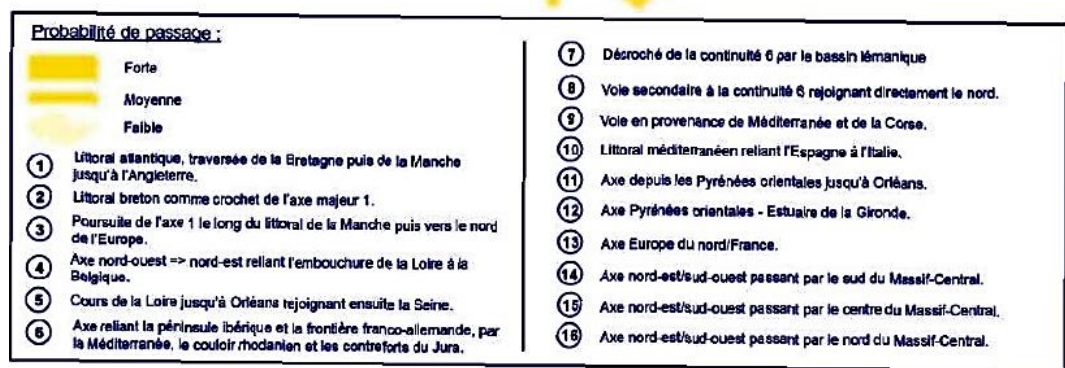 Probabilité de passage :
Forte
Moyenne
Faible
1 Littoral atlantique, traversée de la Bretagne puis de la Manche
jusqu'à l'Angleterre.
2 Littoral breton comme crochet de l'axe majeur 1.
3 Poursuite de l'axe 1 le long du littoral de la Manche puis vers le nord
de l'Europe.
4 Axe nord-ouest => nord-est reliant l'embouchure de la Loire à la
Belgique.
5 Cours de la Loire jusqu'à Orléans rejoignant ensuite la Seine.
6 Axe reliant la péninsule ibérique et la frontière franco-allemande, par
la Méditerranée, le couloir rhodanien et les contreforts du Jura.
7 Décroché de la continuité 6 par le bassin lémanique
8 Voie secondaire à la continuité 6 rejoignant directement le nord.
9 Voie en provenance de Méditerranée et de la Corse.
10 Littoral méditerranéen reliant l'Espagne à l'Italie.
11 Axe depuis les Pyrénées orientales jusqu'à Orléans.
12 Axe Pyrénées orientales - Estuaire de la Gironde.
13 Axe Europe du nord/France.
14 Axe nord-est/sud-ouest passant par le sud du Massif-Central.
15 Axe nord-est/sud-ouest passant par le centre du Massif-Central.
16 Axe nord-est/sud-ouest passant par le nord du Massif-Central.